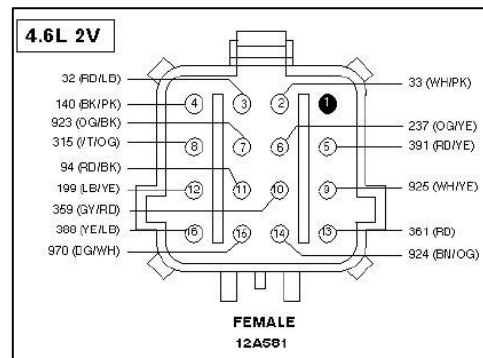 4.6L 2V
32 (RD/LB)
33 (WH/PK)
140 (BK/PK)
4
3
2
1
923 (OG/BK)
237 (OG/YE)
315 (VT/OG)
8
7
6
5
391 (RD/YE)
94 (RD/BK)
199 (LB/YE)
12
11
10
9
925 (WH/YE)
359 (GY/RD)
388 (YE/LB)
16
15
14
13
361 (RD)
970 (DG/WH)
924 (BN/OG)
FEMALE
12A581